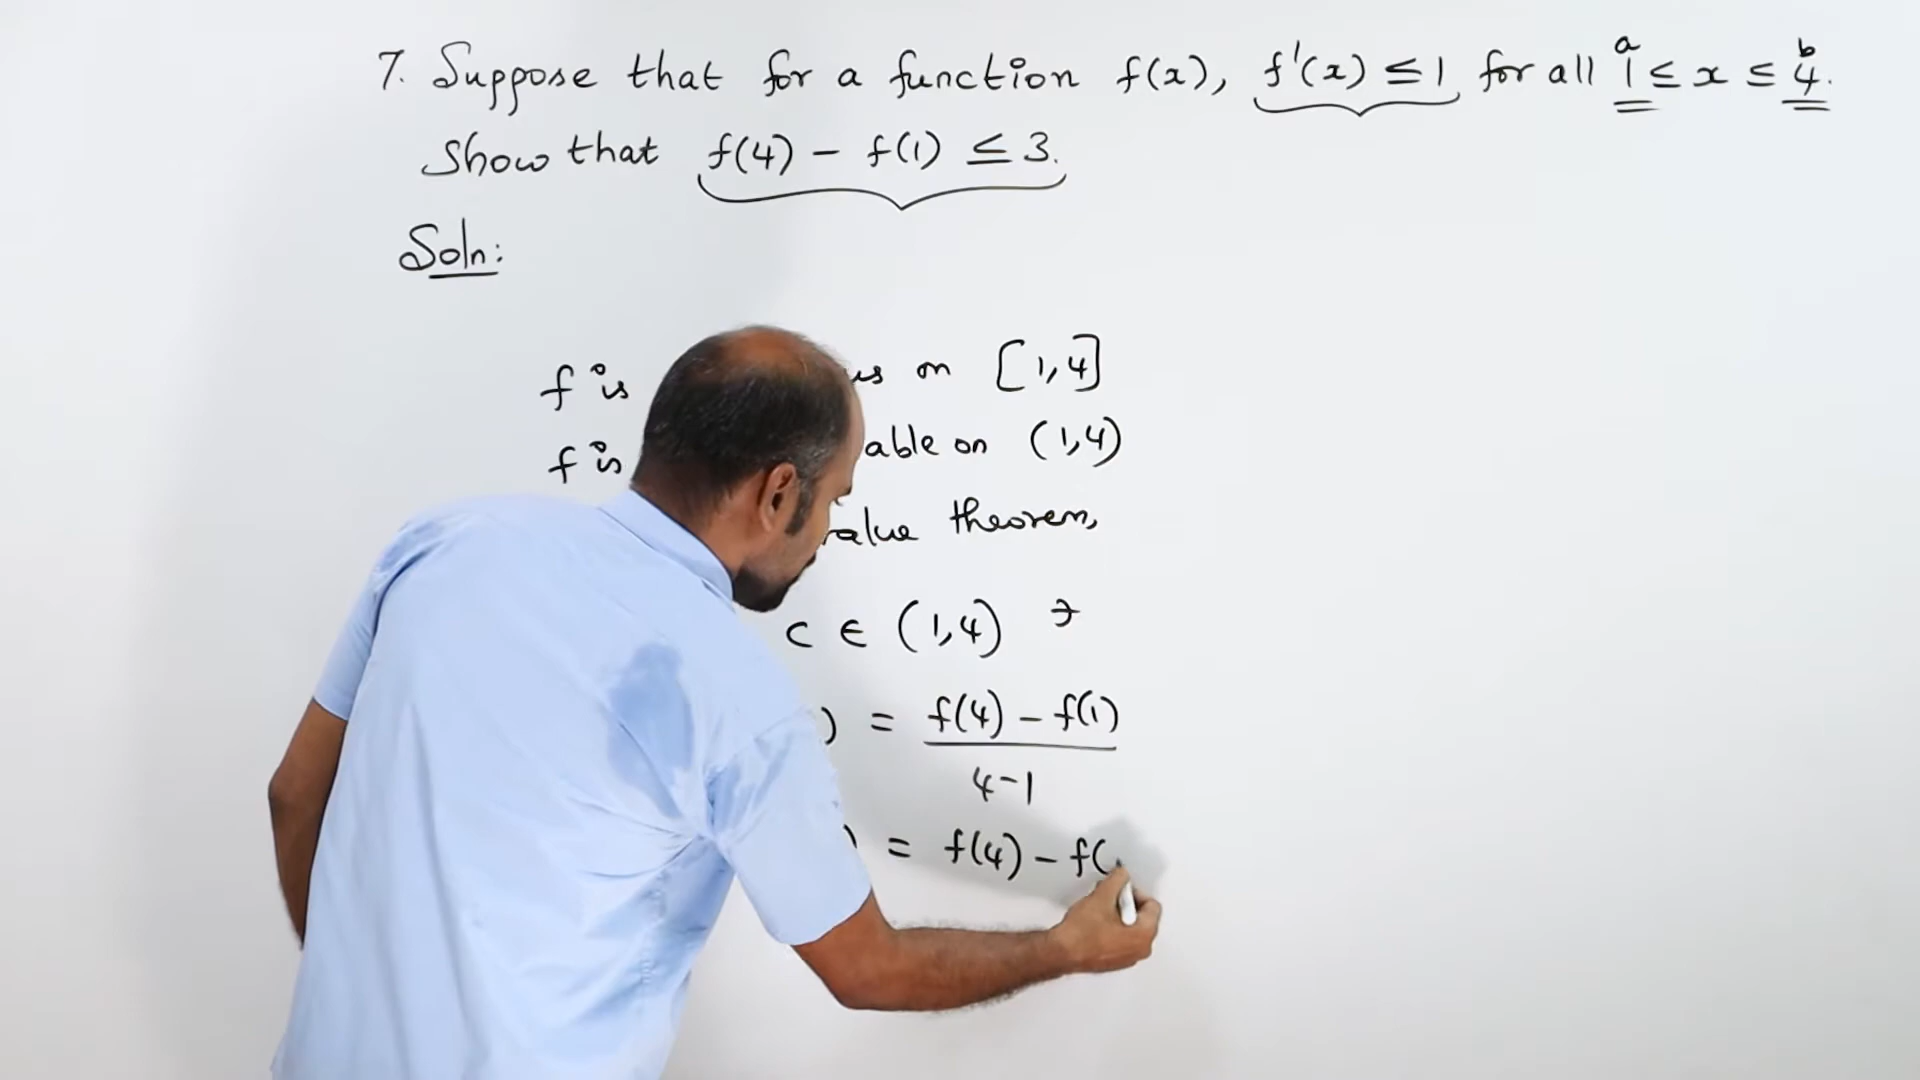 7. Suppose that for a function f(x), f'(x) ≤ 1 for all 1 ≤ x ≤ 4.
a b
Show that f(4) - f(1) ≤ 3.
Soln:
f is on [1,4]
f is able on (1,4)
value theorem,
c ∈ (1,4) ∋
) = f(4) - f(1)
4-1
) = f(4) - f(